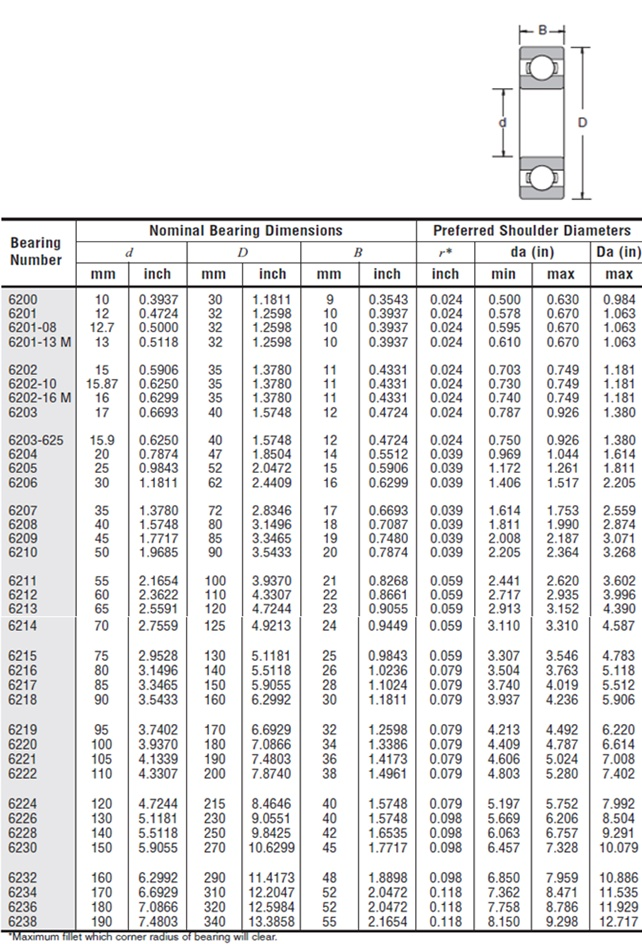 B
d
D
Bearing Number
Nominal Bearing Dimensions Preferred Shoulder Diameters
d D B r* da (in) Da (in)
mm inch mm inch mm inch inch min max max
6200 10 0.3937 30 1.1811 9 0.3543 0.024 0.500 0.630 0.984
6201 12 0.4724 32 1.2598 10 0.3937 0.024 0.578 0.670 1.063
6201-08 12.7 0.5000 32 1.2598 10 0.3937 0.024 0.595 0.670 1.063
6201-13 M 13 0.5118 32 1.2598 10 0.3937 0.024 0.610 0.670 1.063
6202 15 0.5906 35 1.3780 11 0.4331 0.024 0.703 0.749 1.181
6202-10 15.87 0.6250 35 1.3780 11 0.4331 0.024 0.730 0.749 1.181
6202-16 M 16 0.6299 35 1.3780 11 0.4331 0.024 0.740 0.749 1.181
6203 17 0.6693 40 1.5748 12 0.4724 0.024 0.787 0.926 1.380
6203-625 15.9 0.6250 40 1.5748 12 0.4724 0.024 0.750 0.926 1.380
6204 20 0.7874 47 1.8504 14 0.5512 0.039 0.969 1.044 1.614
6205 25 0.9843 52 2.0472 15 0.5906 0.039 1.172 1.261 1.811
6206 30 1.1811 62 2.4409 16 0.6299 0.039 1.406 1.517 2.205
6207 35 1.3780 72 2.8346 17 0.6693 0.039 1.614 1.753 2.559
6208 40 1.5748 80 3.1496 18 0.7087 0.039 1.811 1.990 2.874
6209 45 1.7717 85 3.3465 19 0.7480 0.039 2.008 2.187 3.071
6210 50 1.9685 90 3.5433 20 0.7874 0.039 2.205 2.364 3.268
6211 55 2.1654 100 3.9370 21 0.8268 0.059 2.441 2.620 3.602
6212 60 2.3622 110 4.3307 22 0.8661 0.059 2.717 2.935 3.996
6213 65 2.5591 120 4.7244 23 0.9055 0.059 2.913 3.152 4.390
6214 70 2.7559 125 4.9213 24 0.9449 0.059 3.110 3.310 4.587
6215 75 2.9528 130 5.1181 25 0.9843 0.059 3.307 3.546 4.783
6216 80 3.1496 140 5.5118 26 1.0236 0.079 3.504 3.763 5.118
6217 85 3.3465 150 5.9055 28 1.1024 0.079 3.740 4.019 5.512
6218 90 3.5433 160 6.2992 30 1.1811 0.079 3.937 4.236 5.906
6219 95 3.7402 170 6.6929 32 1.2598 0.079 4.213 4.492 6.220
6220 100 3.9370 180 7.0866 34 1.3386 0.079 4.409 4.787 6.614
6221 105 4.1339 190 7.4803 36 1.4173 0.079 4.606 5.024 7.008
6222 110 4.3307 200 7.8740 38 1.4961 0.079 4.803 5.280 7.402
6224 120 4.7244 215 8.4646 40 1.5748 0.079 5.197 5.752 7.992
6226 130 5.1181 230 9.0551 40 1.5748 0.098 5.669 6.206 8.504
6228 140 5.5118 250 9.8425 42 1.6535 0.098 6.063 6.757 9.291
6230 150 5.9055 270 10.6299 45 1.7717 0.098 6.457 7.328 10.079
6232 160 6.2992 290 11.4173 48 1.8898 0.098 6.850 7.959 10.886
6234 170 6.6929 310 12.2047 52 2.0472 0.118 7.362 8.471 11.535
6236 180 7.0866 320 12.5984 52 2.0472 0.118 7.758 8.786 11.929
6238 190 7.4803 340 13.3858 55 2.1654 0.118 8.150 9.298 12.717
*Maximum fillet which corner radius of bearing will clear.